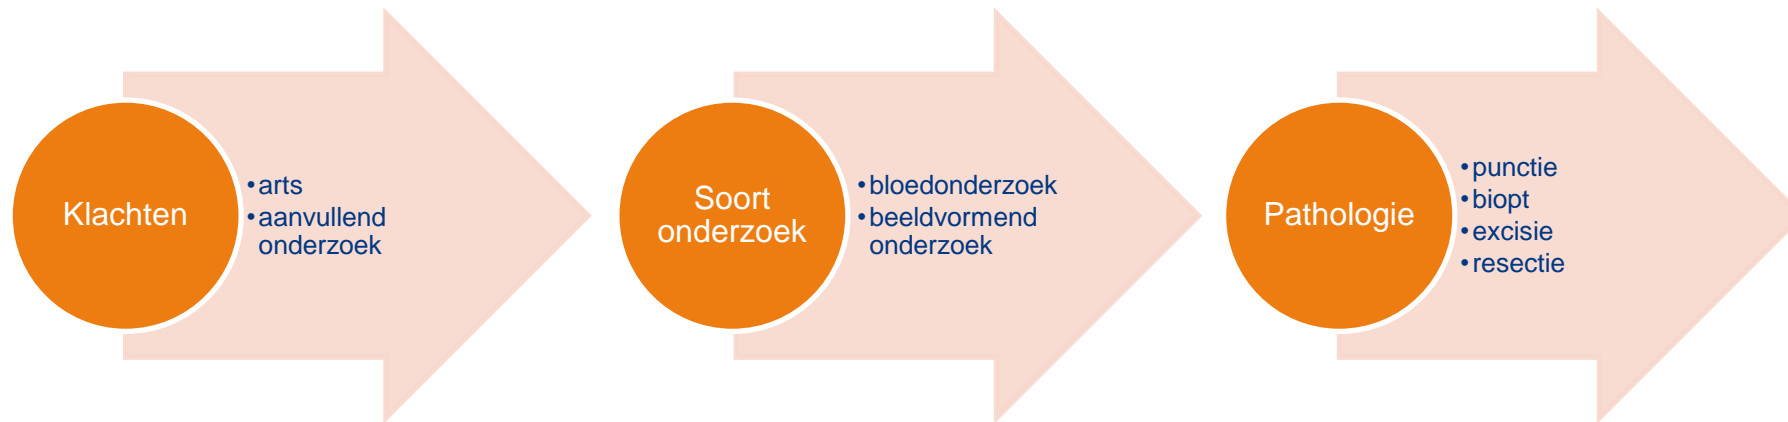 Klachten
•arts
•aanvullend
onderzoek
Soort
onderzoek
•bloedonderzoek
•beeldvormend
onderzoek
Pathologie
•punctie
•biopt
•excisie
•resectie